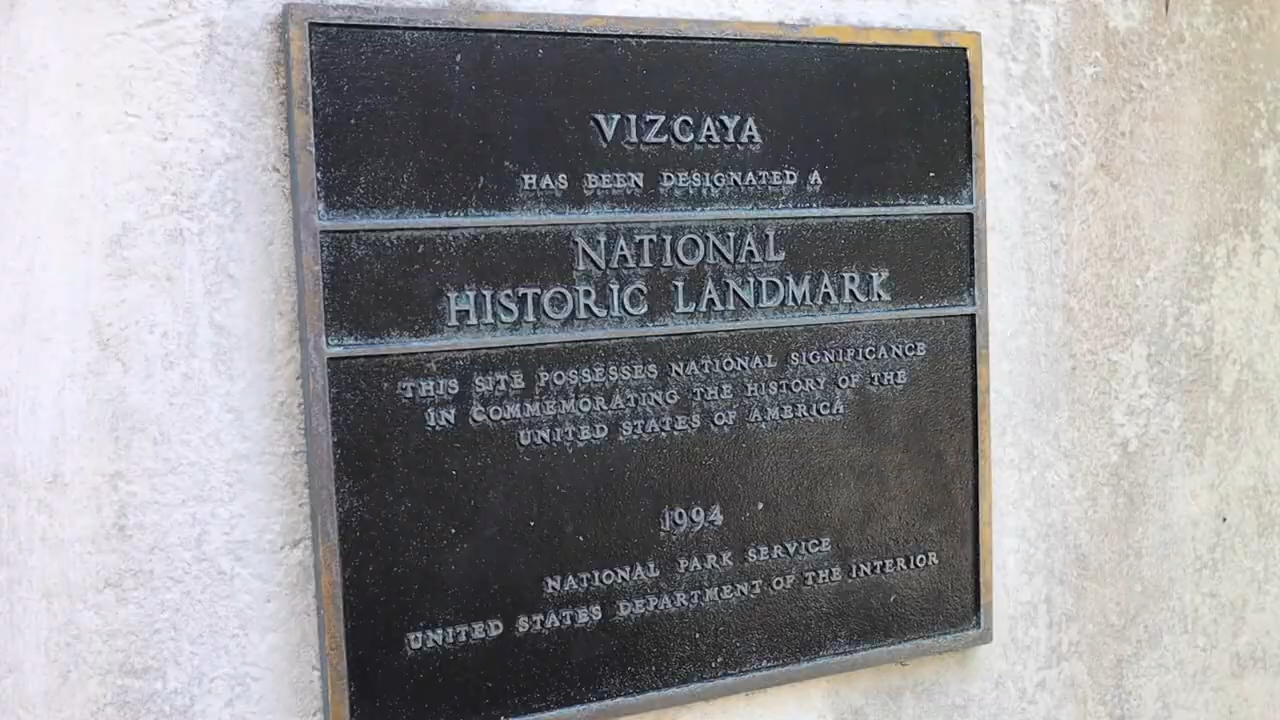 VIZCAYA
HAS BEEN DESIGNATED A
NATIONAL
HISTORIC LANDMARK
THIS SITE POSSESSES NATIONAL SIGNIFICANCE
IN COMMEMORATING THE HISTORY OF THE
UNITED STATES OF AMERICA
1994
NATIONAL PARK SERVICE
UNITED STATES DEPARTMENT OF THE INTERIOR